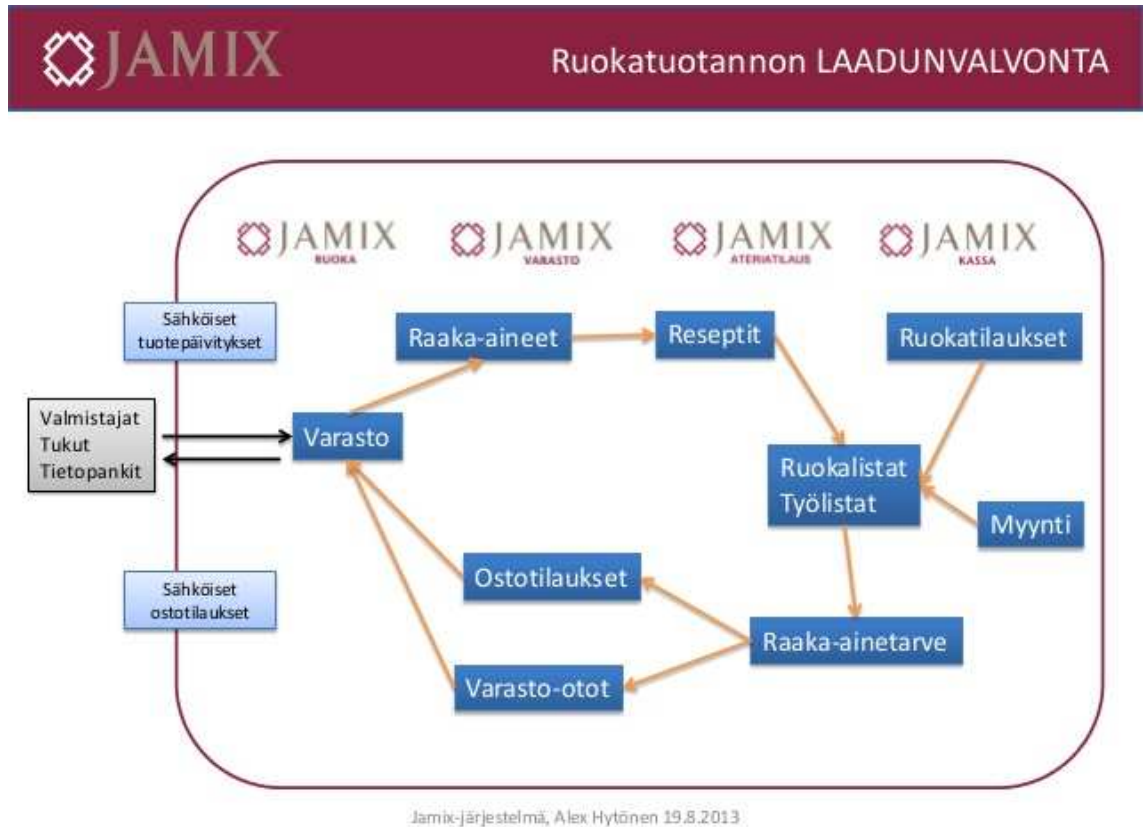 JAMIX
Ruokatuotannon LAADUNVALVONTA
JAMIX
RUOKA
JAMIX
VARASTO
JAMIX
ATERIATILAUS
JAMIX
KASSA
Sähköiset
tuotepäivitykset
Raaka-aineet
Reseptit
Ruokatilaukset
Valmistajat
Tukut
Tietopankit
Varasto
Ruokalistat
Työlistat
Myynti
Sähköiset
ostotilaukset
Ostotilaukset
Raaka-ainetarve
Varasto-otot
Jamix-järjestelmä, Alex Hytönen 19.8.2013